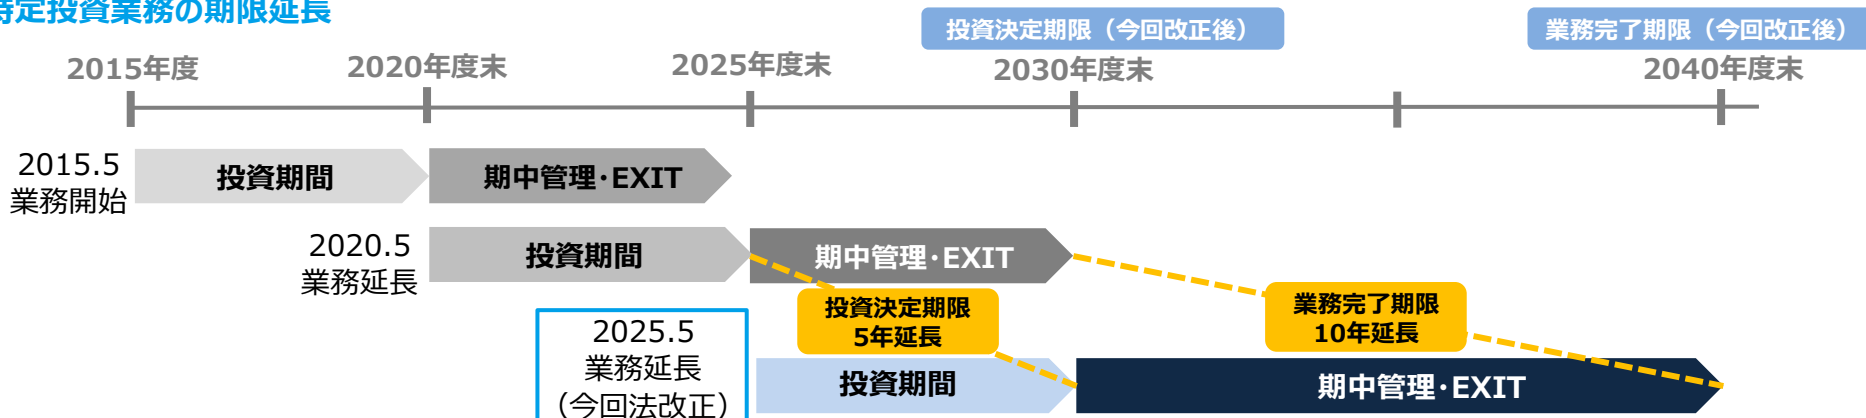 特定投資業務の期限延長
投資決定期限（今回改正後）
業務完了期限（今回改正後）
2015年度
2020年度末
2025年度末
2030年度末
2040年度末
2015.5
業務開始
投資期間
期中管理･EXIT
2020.5
業務延長
投資期間
期中管理･EXIT
投資決定期限
5年延長
業務完了期限
10年延長
2025.5
業務延長
（今回法改正）
投資期間
期中管理･EXIT